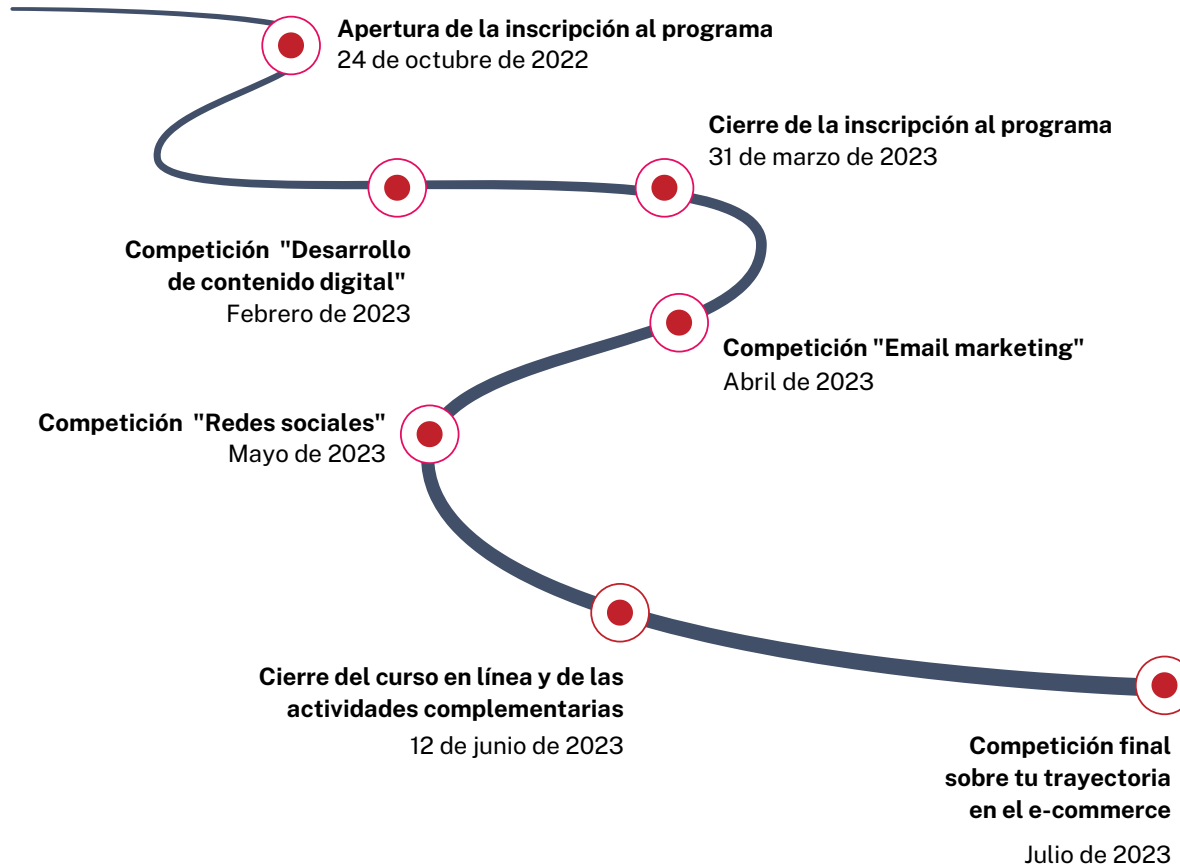 Apertura de la inscripción al programa
24 de octubre de 2022
Cierre de la inscripción al programa
31 de marzo de 2023
Competición "Desarrollo
de contenido digital"
Febrero de 2023
Competición "Email marketing"
Abril de 2023
Competición "Redes sociales"
Mayo de 2023
Cierre del curso en línea y de las
actividades complementarias
12 de junio de 2023
Competición final
sobre tu trayectoria
en el e-commerce
Julio de 2023